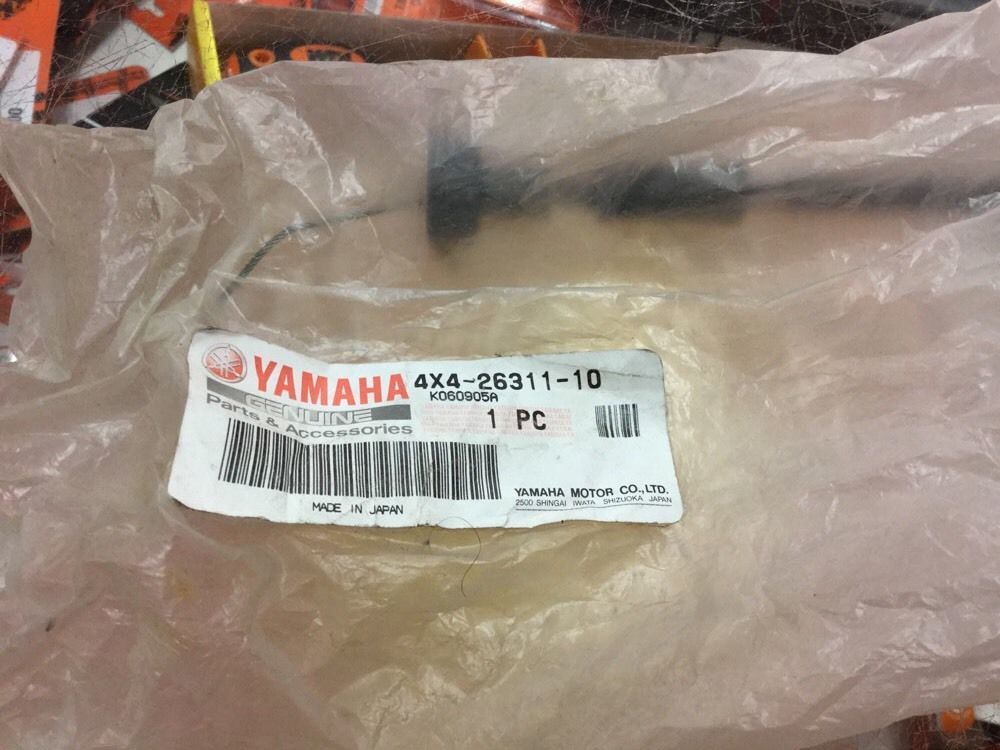 YAMAHA 4X4-26311-10
K060905A
GENUINE
Parts & Accessories
1 PC
MADE IN JAPAN
YAMAHA MOTOR CO.,LTD.
2500 SHINGAI IWATA SHIZUOKA JAPAN